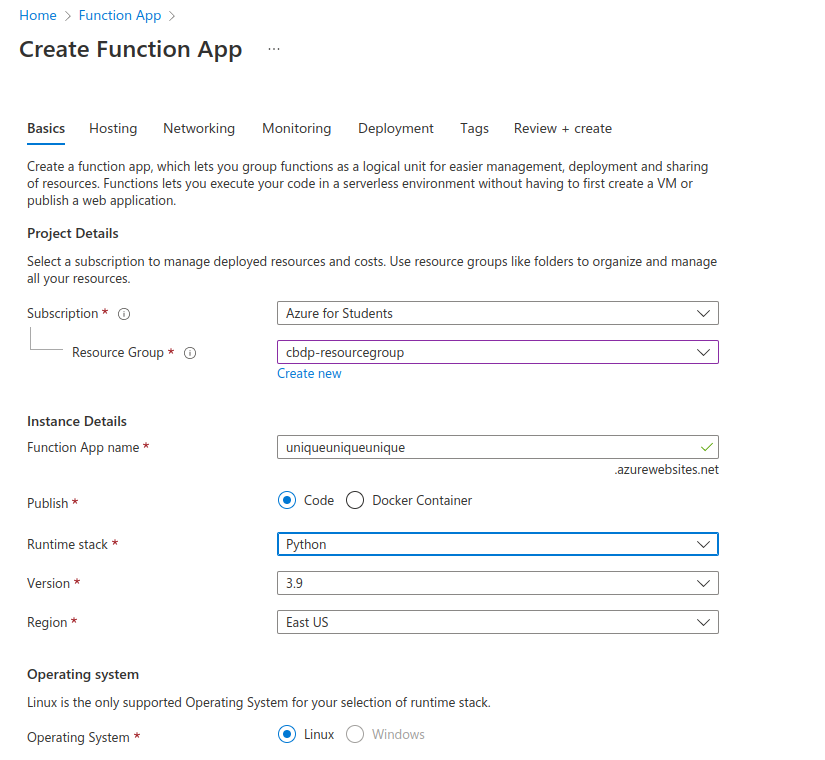 Home > Function App >
Create Function App ...
Basics Hosting Networking Monitoring Deployment Tags Review + create
Create a function app, which lets you group functions as a logical unit for easier management, deployment and sharing
of resources. Functions lets you execute your code in a serverless environment without having to first create a VM or
publish a web application.
Project Details
Select a subscription to manage deployed resources and costs. Use resource groups like folders to organize and manage
all your resources.
Subscription * Azure for Students
Resource Group * cbdp-resourcegroup
Create new
Instance Details
Function App name * uniqueuniqueunique
.azurewebsites.net
Publish * Code Docker Container
Runtime stack * Python
Version * 3.9
Region * East US
Operating system
Linux is the only supported Operating System for your selection of runtime stack.
Operating System * Linux Windows